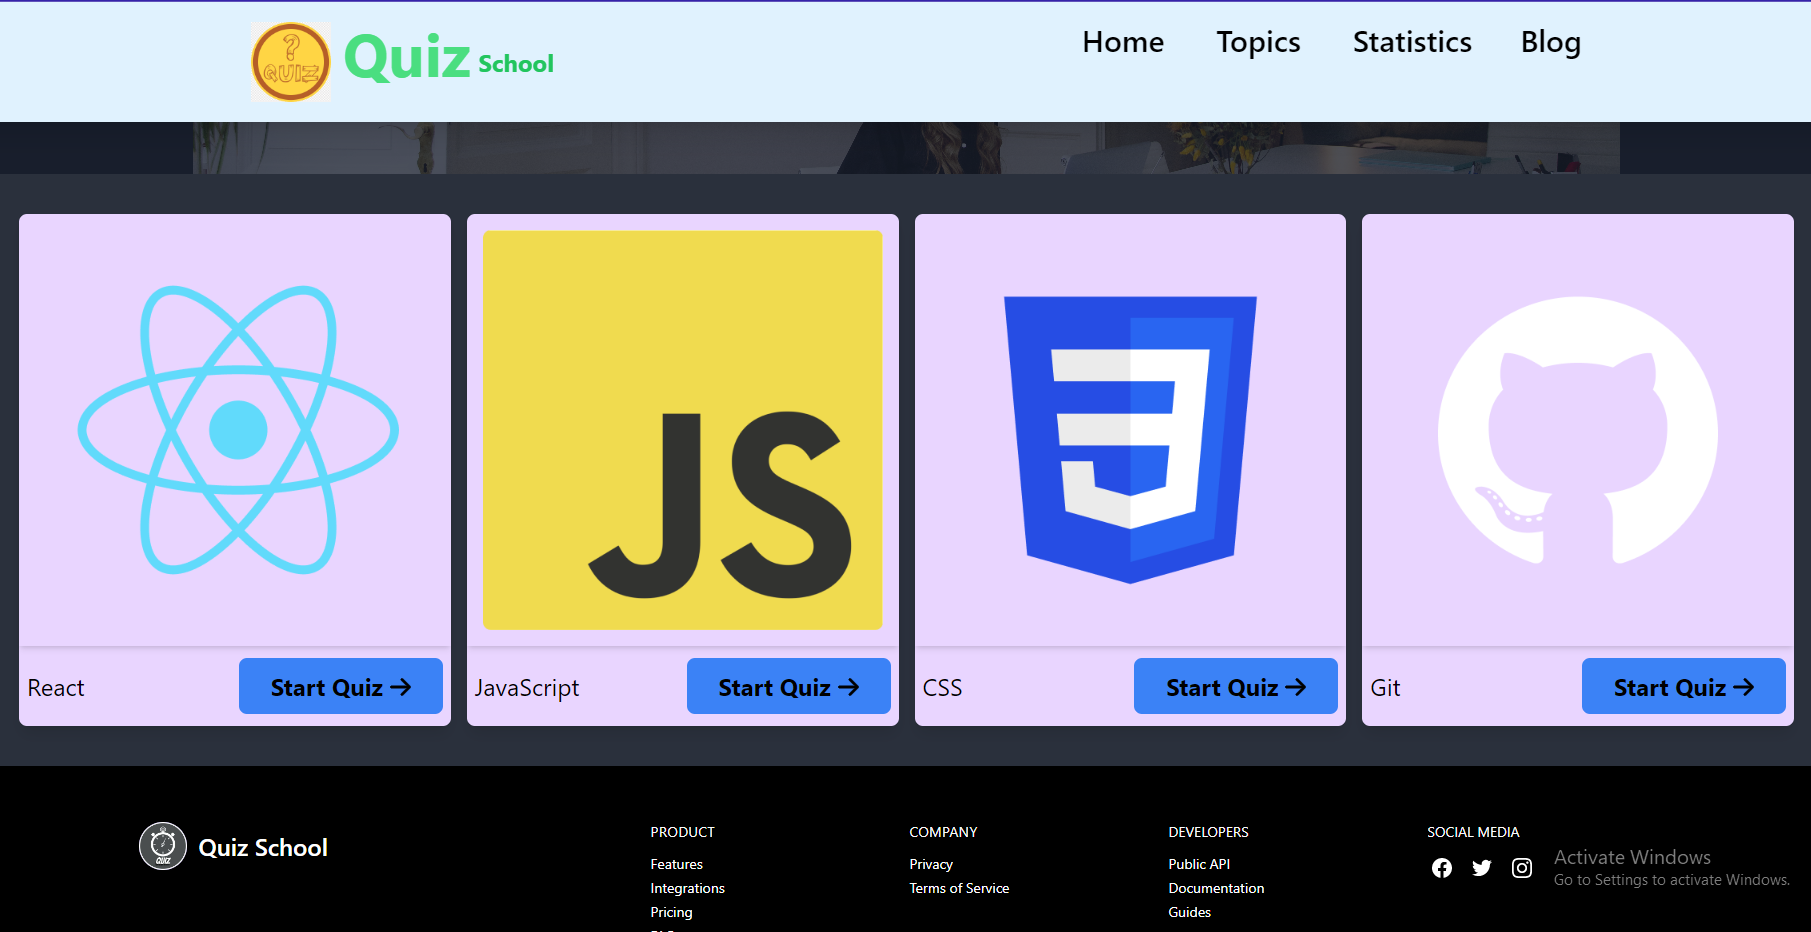 ? QUIZ
Quiz School
Home Topics Statistics Blog
JS
React Start Quiz →
JavaScript Start Quiz →
CSS Start Quiz →
Git Start Quiz →
QUIZ
Quiz School
PRODUCT
Features
Integrations
Pricing
COMPANY
Privacy
Terms of Service
DEVELOPERS
Public API
Documentation
Guides
SOCIAL MEDIA
Activate Windows
Go to Settings to activate Windows.